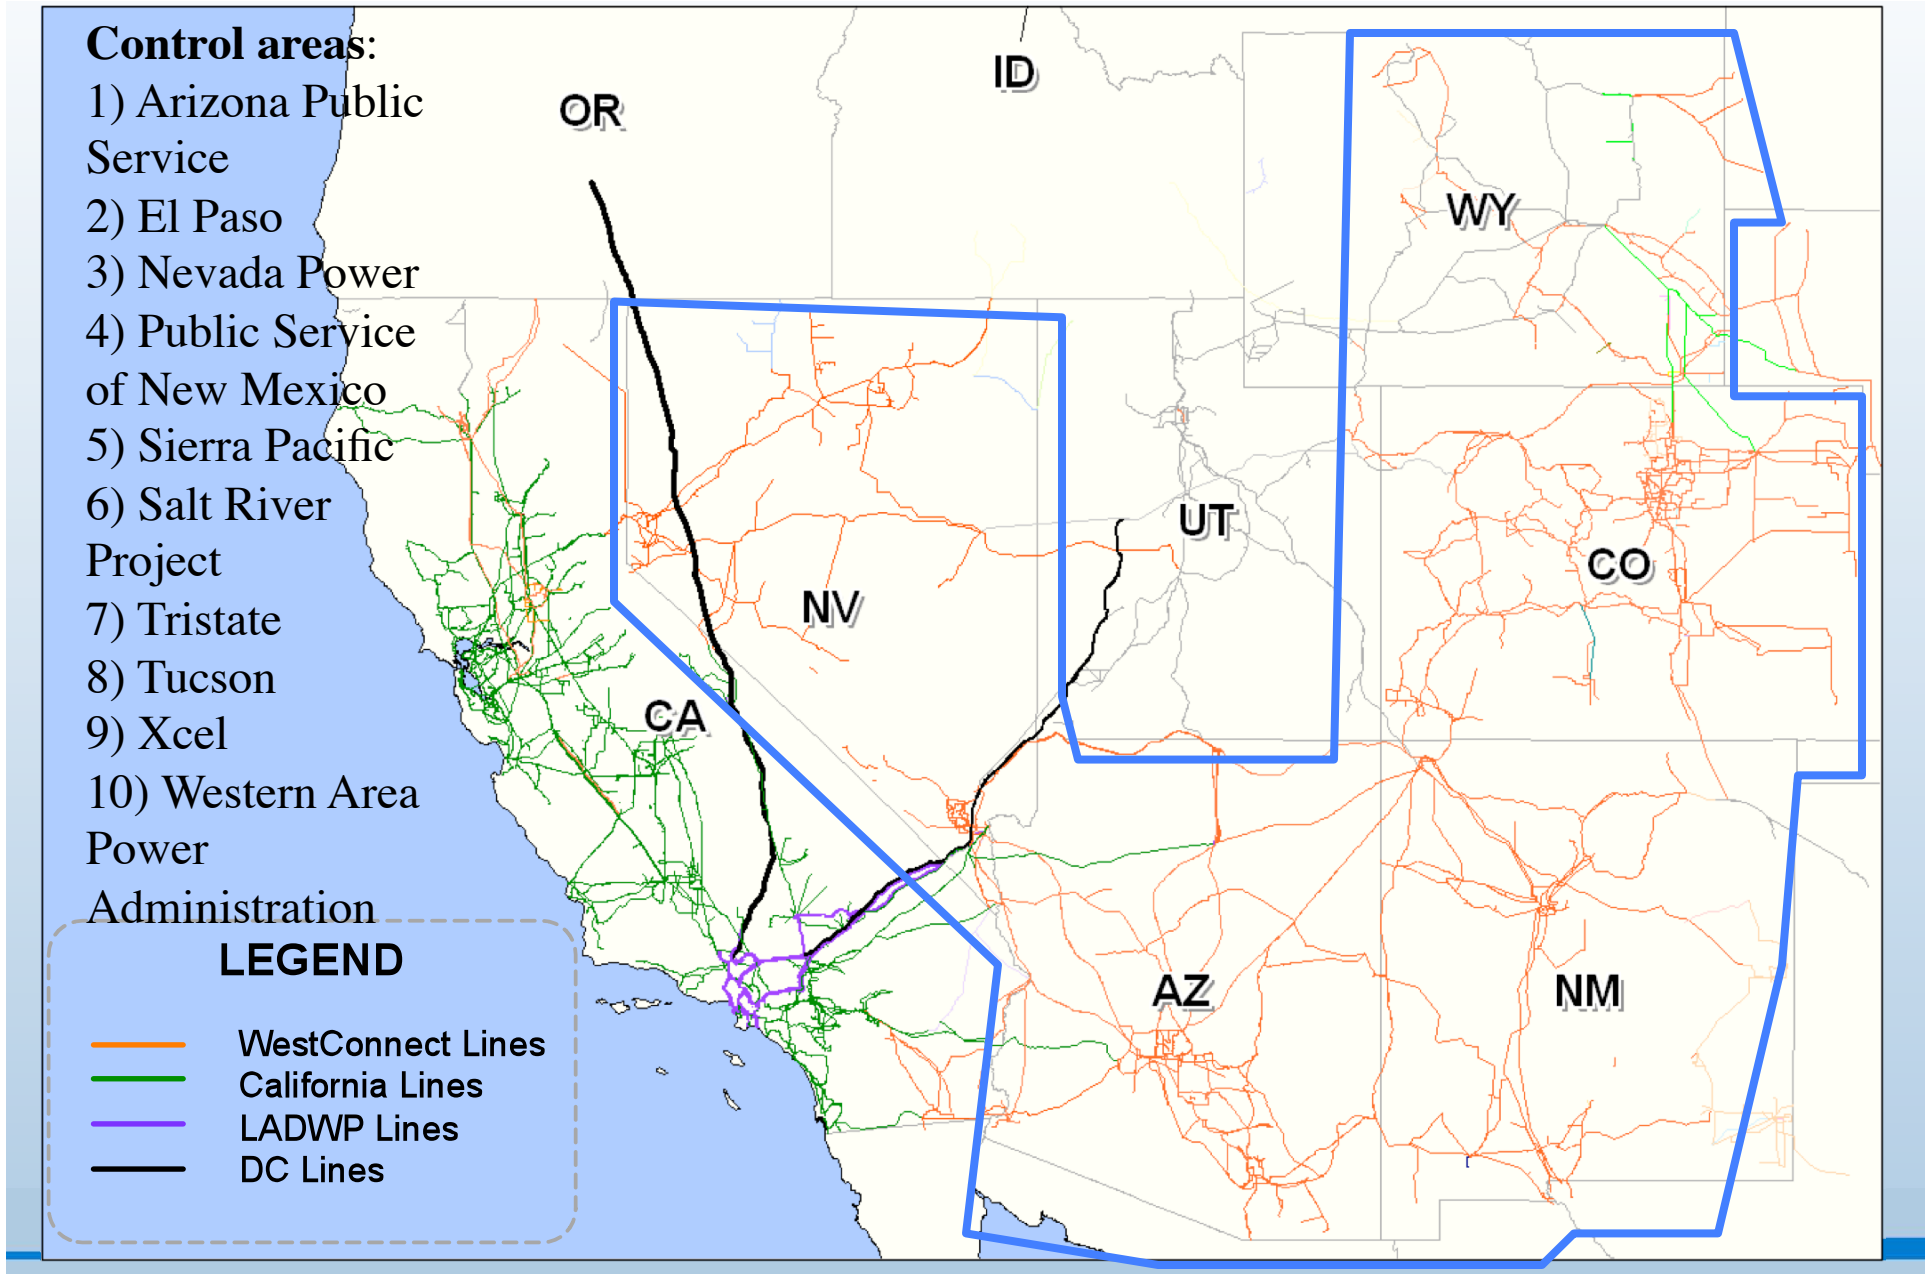 Control areas:
1) Arizona Public
Service
2) El Paso
3) Nevada Power
4) Public Service
of New Mexico
5) Sierra Pacific
6) Salt River
Project
7) Tristate
8) Tucson
9) Xcel
10) Western Area
Power
Administration
OR
ID
WY
UT
CO
NV
CA
AZ
NM
LEGEND
WestConnect Lines
California Lines
LADWP Lines
DC Lines